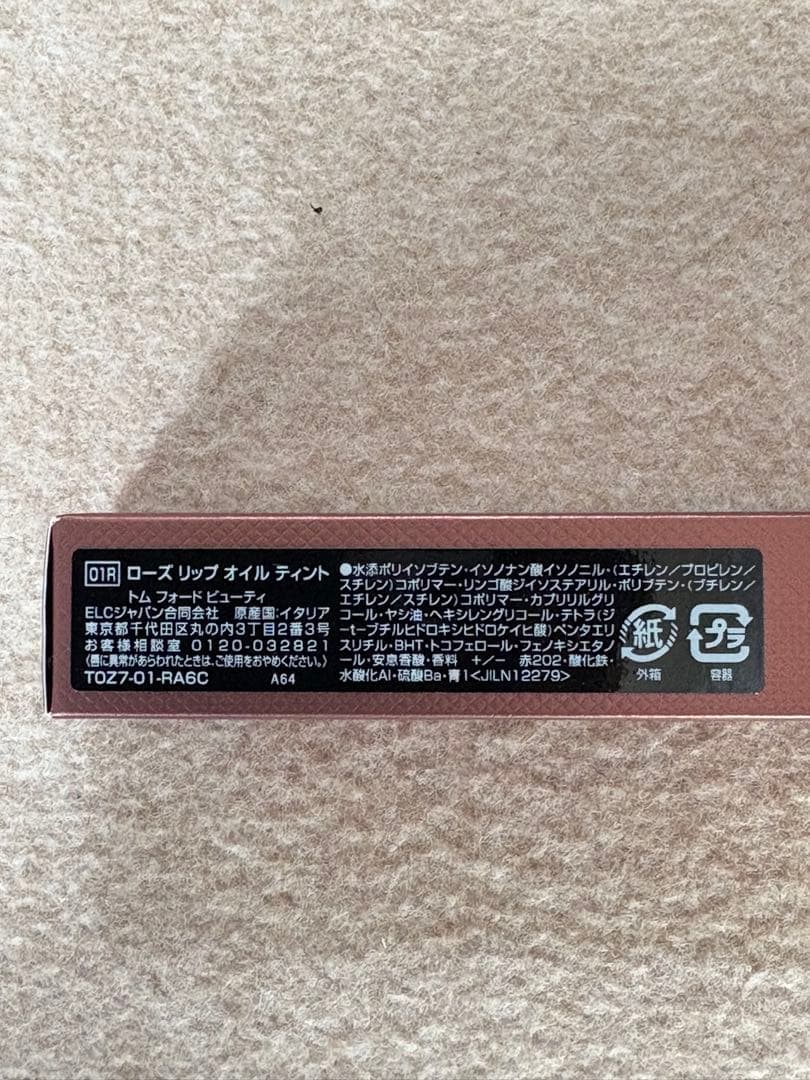 01R ローズ リップ オイル ティント
トム フォード ビューティ
ELCジャパン合同会社 原産国:イタリア
東京都千代田区丸の内3丁目2番3号
お客様相談室 0120-032821
〈唇に異常があらわれたときは、ご使用をおやめください。〉
TOZ7-01-RA6C A64
●水添ポリイソブテン・イソノナン酸イソノニル・(エチレン/プロピレン/
スチレン)コポリマー・リンゴ酸ジイソステアリル・ポリブテン・(ブチレン/
エチレン/スチレン)コポリマー・カプリリルグリ
コール・ヤシ油・ヘキシレングリコール・テトラ(ジ
-t-ブチルヒドロキシヒドロケイヒ酸)ペンタエリ
スリチル・BHT・トコフェロール・フェノキシエタノ
ール・安息香酸・香料 +/- 赤202・酸化鉄・
水酸化Al・硫酸Ba・青1<JILN12279>
紙
外箱
プラ
容器